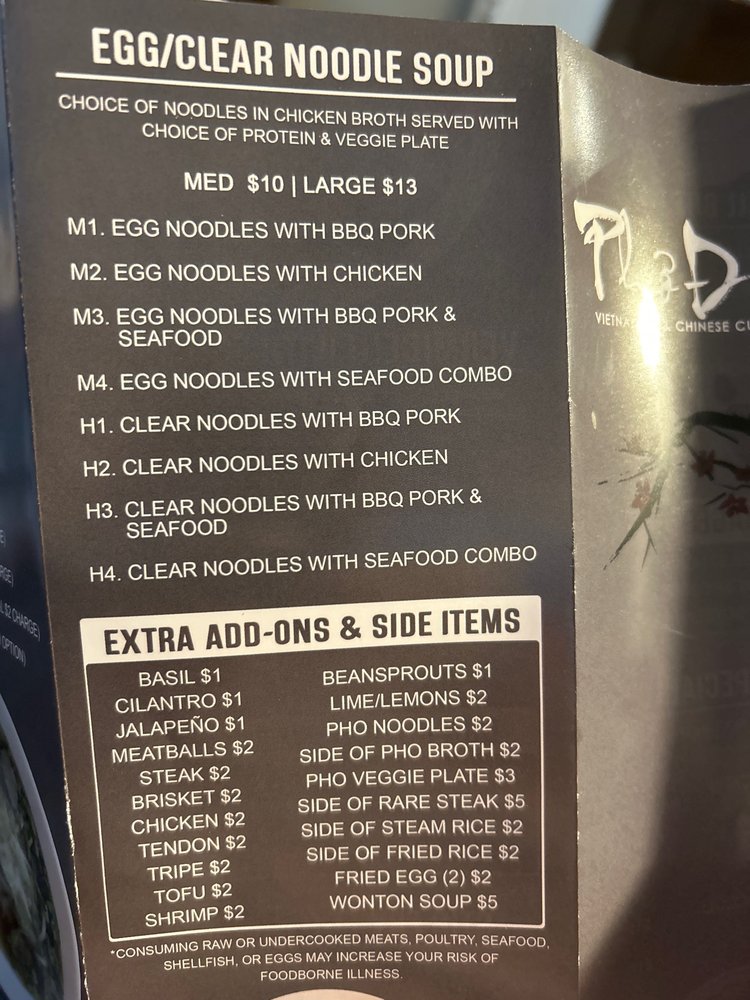 EGG/CLEAR NOODLE SOUP
CHOICE OF NOODLES IN CHICKEN BROTH SERVED WITH
CHOICE OF PROTEIN & VEGGIE PLATE
MED $10 | LARGE $13
M1. EGG NOODLES WITH BBQ PORK
M2. EGG NOODLES WITH CHICKEN
M3. EGG NOODLES WITH BBQ PORK &
SEAFOOD
M4. EGG NOODLES WITH SEAFOOD COMBO
H1. CLEAR NOODLES WITH BBQ PORK
H2. CLEAR NOODLES WITH CHICKEN
H3. CLEAR NOODLES WITH BBQ PORK &
SEAFOOD
H4. CLEAR NOODLES WITH SEAFOOD COMBO
EXTRA ADD-ONS & SIDE ITEMS
BASIL $1
CILANTRO $1
JALAPEÑO $1
MEATBALLS $2
STEAK $2
BRISKET $2
CHICKEN $2
TENDON $2
TRIPE $2
TOFU $2
SHRIMP $2
BEANSPROUTS $1
LIME/LEMONS $2
PHO NOODLES $2
SIDE OF PHO BROTH $2
PHO VEGGIE PLATE $3
SIDE OF RARE STEAK $5
SIDE OF STEAM RICE $2
SIDE OF FRIED RICE $2
FRIED EGG (2) $2
WONTON SOUP $5
*CONSUMING RAW OR UNDERCOOKED MEATS, POULTRY, SEAFOOD,
SHELLFISH, OR EGGS MAY INCREASE YOUR RISK OF
FOODBORNE ILLNESS.
CHINESE
$2 CHARGE)